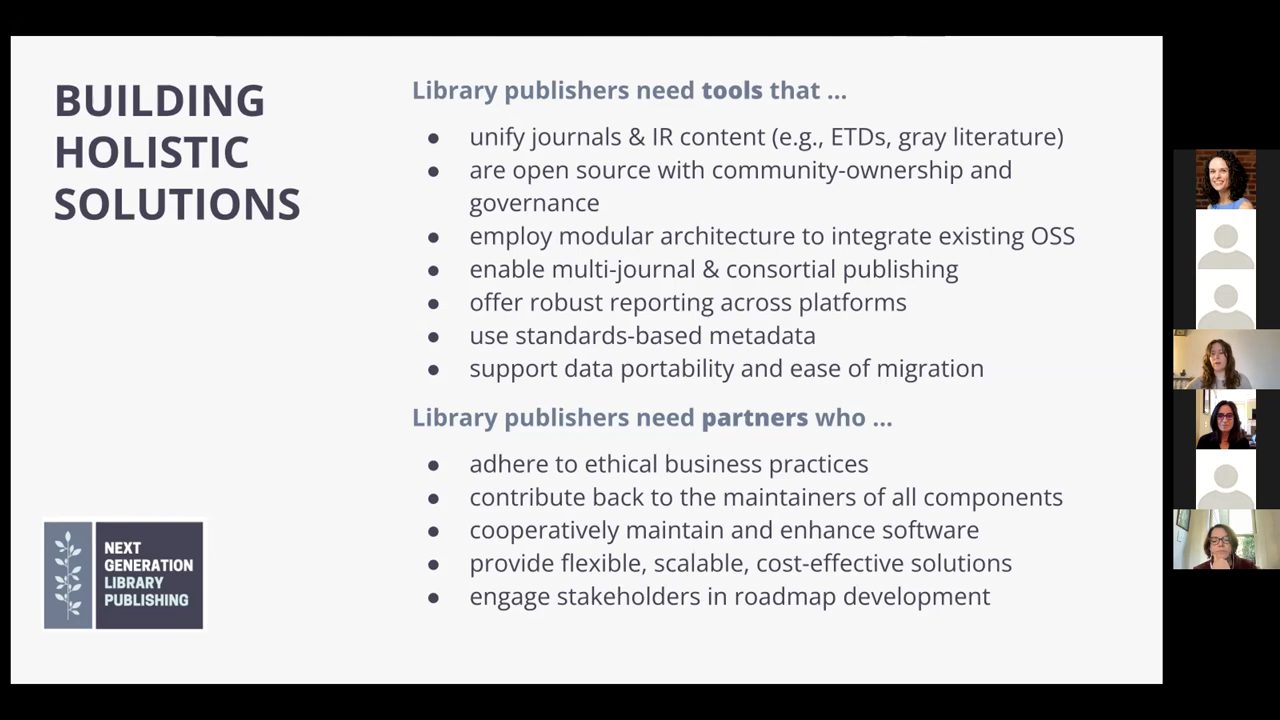 BUILDING
HOLISTIC
SOLUTIONS
Library publishers need tools that ...
● unify journals & IR content (e.g., ETDs, gray literature)
● are open source with community-ownership and
governance
● employ modular architecture to integrate existing OSS
● enable multi-journal & consortial publishing
● offer robust reporting across platforms
● use standards-based metadata
● support data portability and ease of migration
Library publishers need partners who ...
● adhere to ethical business practices
● contribute back to the maintainers of all components
● cooperatively maintain and enhance software
● provide flexible, scalable, cost-effective solutions
● engage stakeholders in roadmap development
NEXT
GENERATION
LIBRARY
PUBLISHING